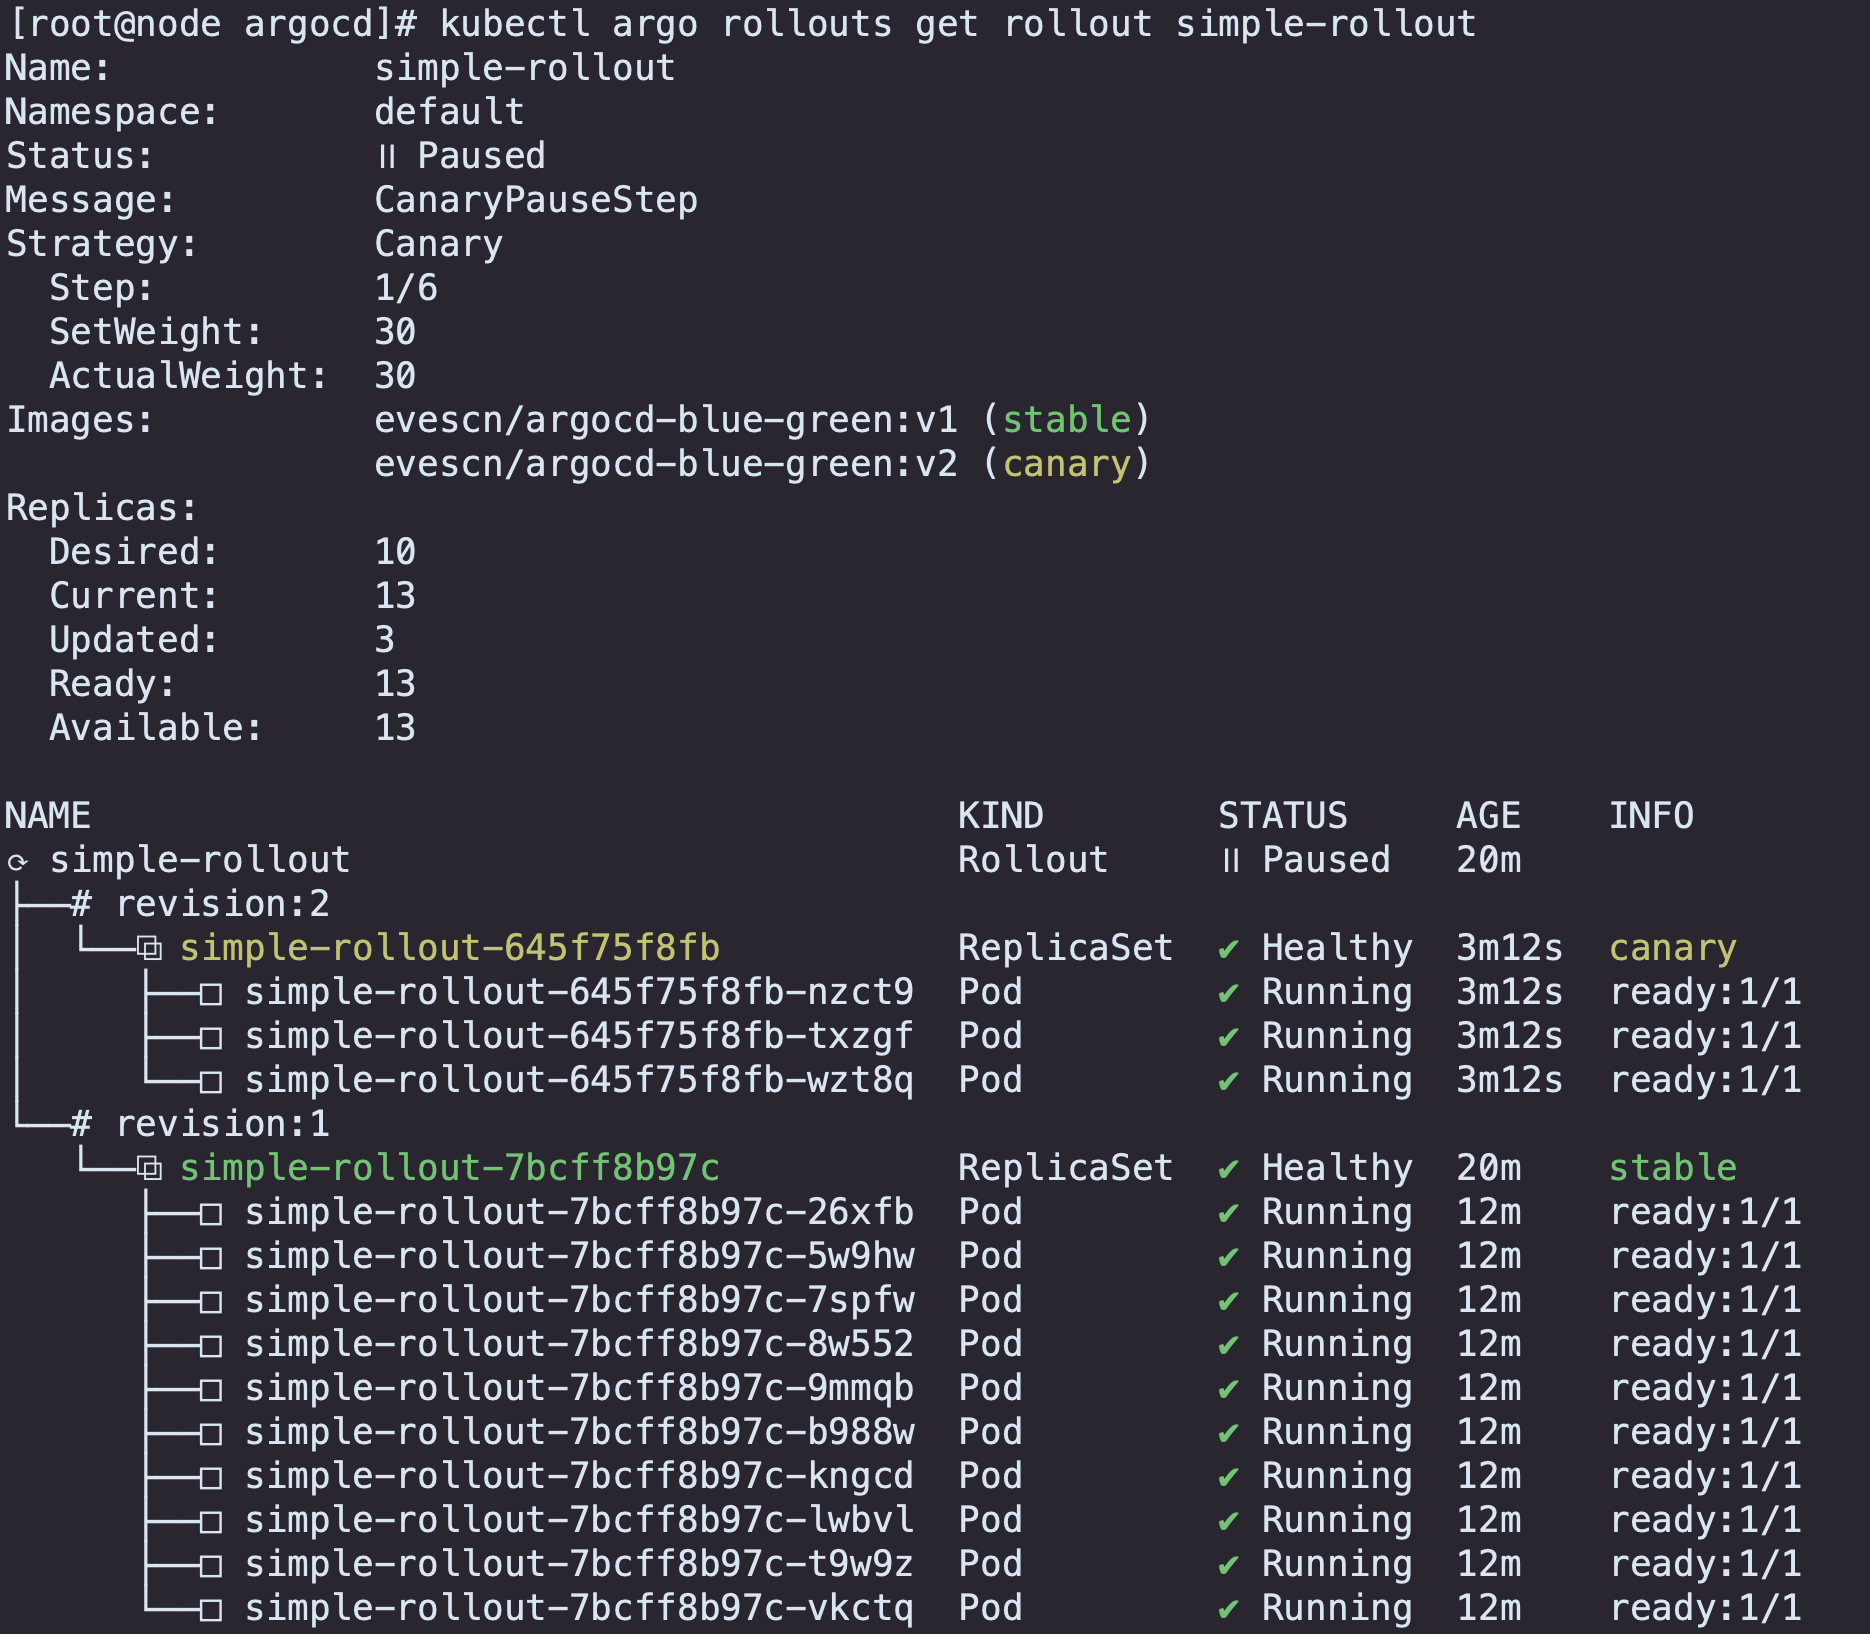 [root@node argocd]# kubectl argo rollouts get rollout simple-rollout
Name:            simple-rollout
Namespace:       default
Status:          ॥ Paused
Message:         CanaryPauseStep
Strategy:        Canary
  Step:          1/6
  SetWeight:     30
  ActualWeight:  30
Images:          evescn/argocd-blue-green:v1 (stable)
                 evescn/argocd-blue-green:v2 (canary)
Replicas:
  Desired:       10
  Current:       13
  Updated:       3
  Ready:         13
  Available:     13

NAME                                        KIND        STATUS     AGE    INFO
⟳ simple-rollout                            Rollout     ॥ Paused   20m
├──# revision:2
│  └──⧉ simple-rollout-645f75f8fb           ReplicaSet  ✔ Healthy  3m12s  canary
│     ├──□ simple-rollout-645f75f8fb-nzct9  Pod         ✔ Running  3m12s  ready:1/1
│     ├──□ simple-rollout-645f75f8fb-txzgf  Pod         ✔ Running  3m12s  ready:1/1
│     └──□ simple-rollout-645f75f8fb-wzt8q  Pod         ✔ Running  3m12s  ready:1/1
└──# revision:1
   └──⧉ simple-rollout-7bcff8b97c           ReplicaSet  ✔ Healthy  20m    stable
      ├──□ simple-rollout-7bcff8b97c-26xfb  Pod         ✔ Running  12m    ready:1/1
      ├──□ simple-rollout-7bcff8b97c-5w9hw  Pod         ✔ Running  12m    ready:1/1
      ├──□ simple-rollout-7bcff8b97c-7spfw  Pod         ✔ Running  12m    ready:1/1
      ├──□ simple-rollout-7bcff8b97c-8w552  Pod         ✔ Running  12m    ready:1/1
      ├──□ simple-rollout-7bcff8b97c-9mmqb  Pod         ✔ Running  12m    ready:1/1
      ├──□ simple-rollout-7bcff8b97c-b988w  Pod         ✔ Running  12m    ready:1/1
      ├──□ simple-rollout-7bcff8b97c-kngcd  Pod         ✔ Running  12m    ready:1/1
      ├──□ simple-rollout-7bcff8b97c-lwbvl  Pod         ✔ Running  12m    ready:1/1
      ├──□ simple-rollout-7bcff8b97c-t9w9z  Pod         ✔ Running  12m    ready:1/1
      └──□ simple-rollout-7bcff8b97c-vkctq  Pod         ✔ Running  12m    ready:1/1